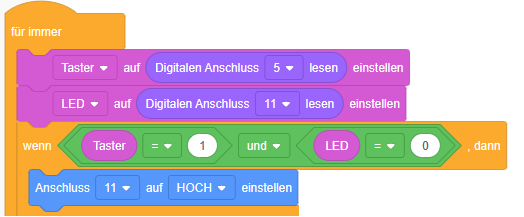 für immer
Taster auf Digitalen Anschluss 5 lesen einstellen
LED auf Digitalen Anschluss 11 lesen einstellen
wenn Taster = 1 und LED = 0 , dann
Anschluss 11 auf HOCH einstellen